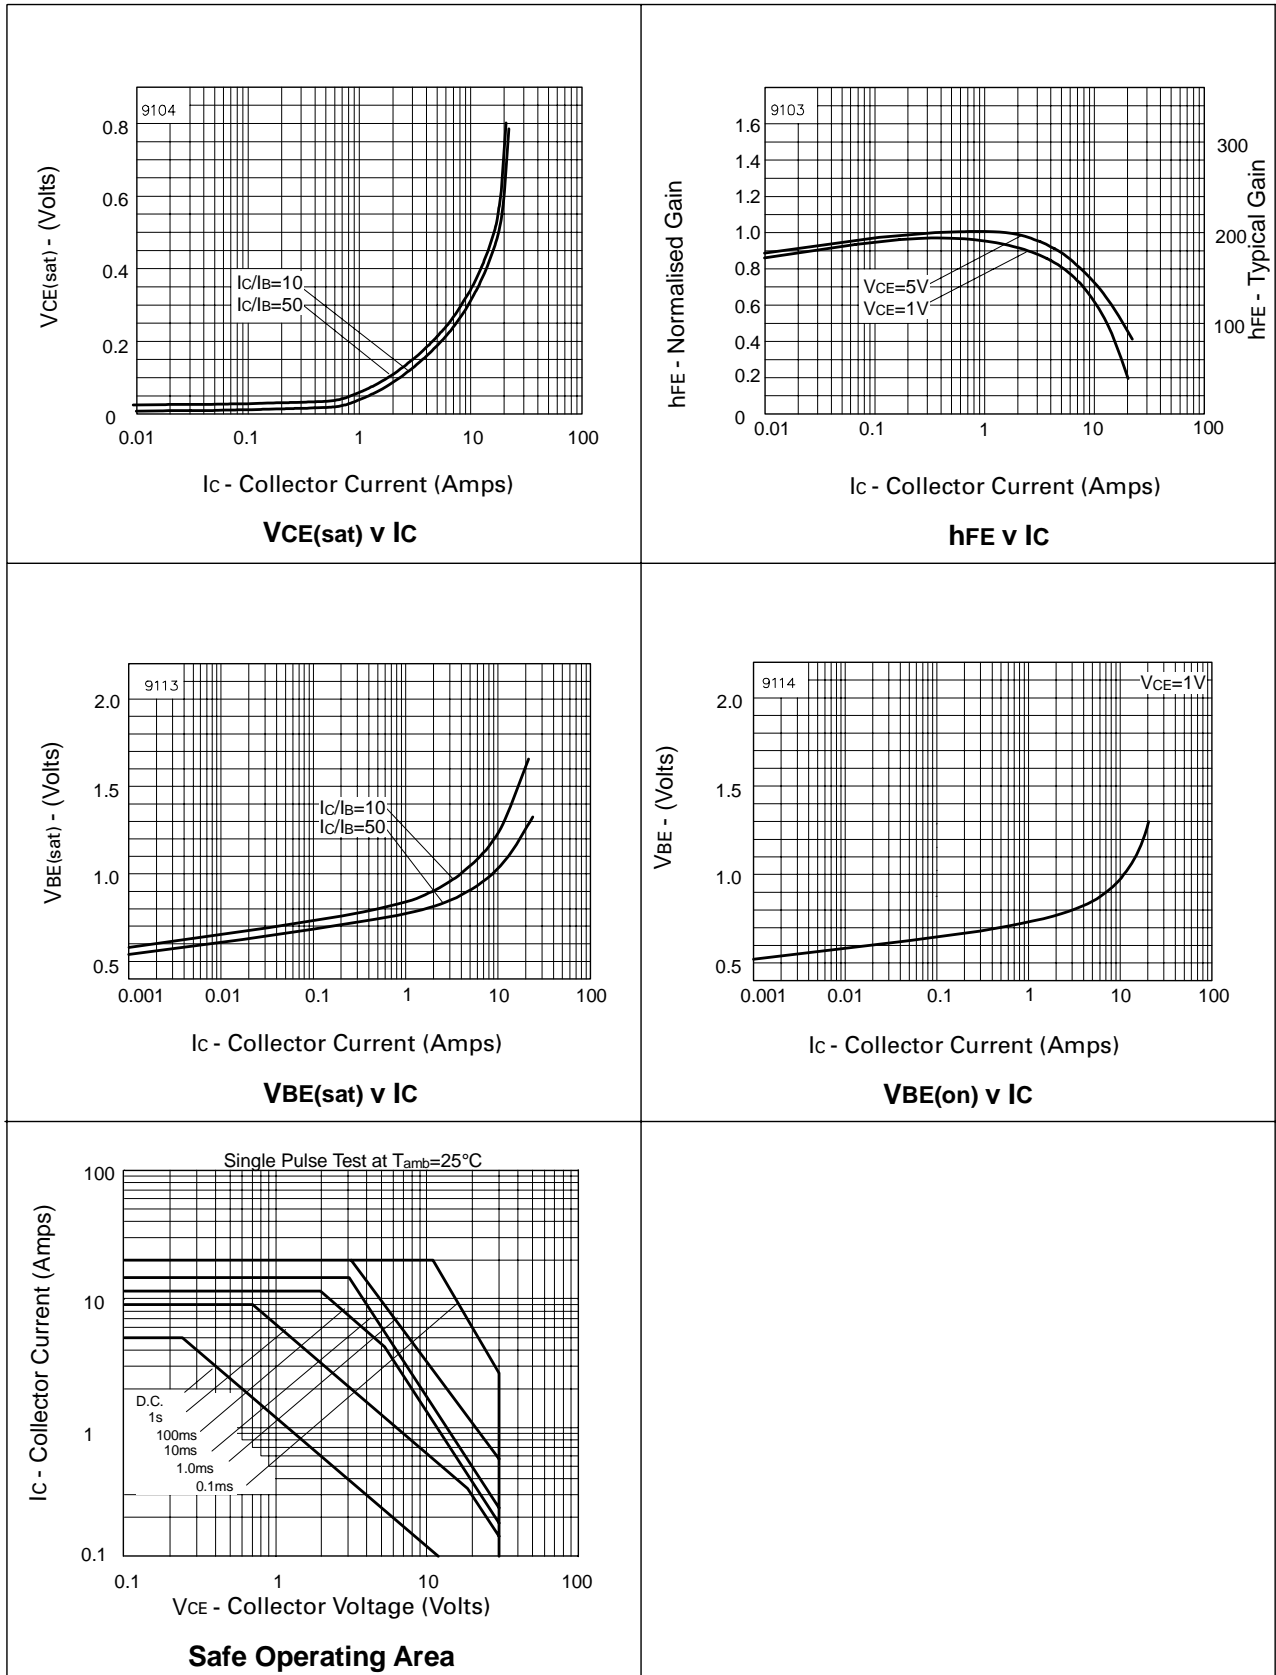 9104
VCE(sat) - (Volts)
0.8
0.6
0.4
0.2
0
IC/IB=10
IC/IB=50
0.01 0.1 1 10 100
IC - Collector Current (Amps)
VCE(sat) v IC
9103
hFE - Normalised Gain
1.6
1.4
1.2
1.0
0.8
0.6
0.4
0.2
0
VCE=5V
VCE=1V
300
200
100
hFE - Typical Gain
0.01 0.1 1 10 100
IC - Collector Current (Amps)
hFE v IC
9113
VBE(sat) - (Volts)
2.0
1.5
1.0
0.5
IC/IB=10
IC/IB=50
0.001 0.01 0.1 1 10 100
IC - Collector Current (Amps)
VBE(sat) v IC
9114
VCE=1V
VBE - (Volts)
2.0
1.5
1.0
0.5
0.001 0.01 0.1 1 10 100
IC - Collector Current (Amps)
VBE(on) v IC
Single Pulse Test at Tamb=25°C
IC - Collector Current (Amps)
100
10
1
0.1
D.C.
1s
100ms
10ms
1.0ms
0.1ms
0.1 1 10 100
VCE - Collector Voltage (Volts)
Safe Operating Area